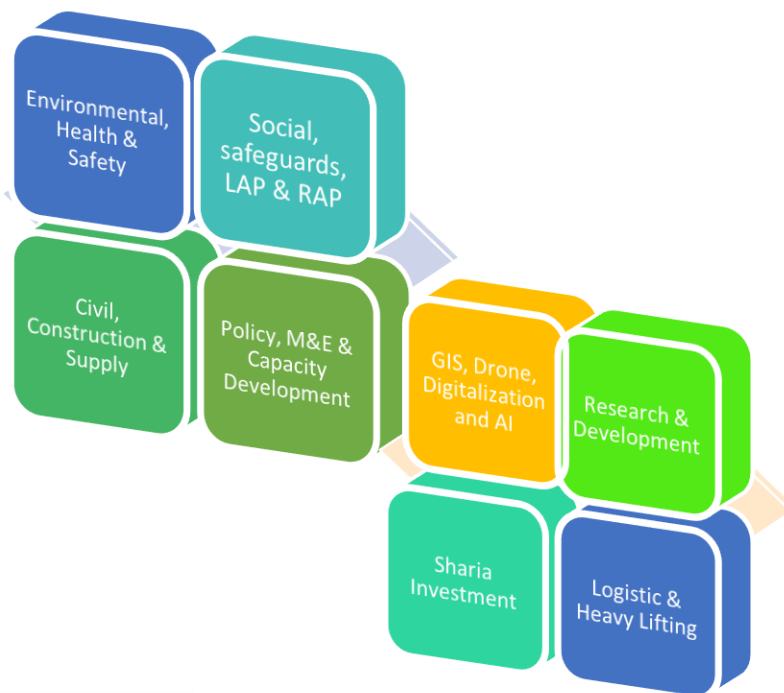 Environmental,
Health &
Safety
Social,
safeguards,
LAP & RAP
Civil,
Construction &
Supply
Policy, M&E &
Capacity
Development
GIS, Drone,
Digitalization
and AI
Research &
Development
Sharia
Investment
Logistic &
Heavy Lifting